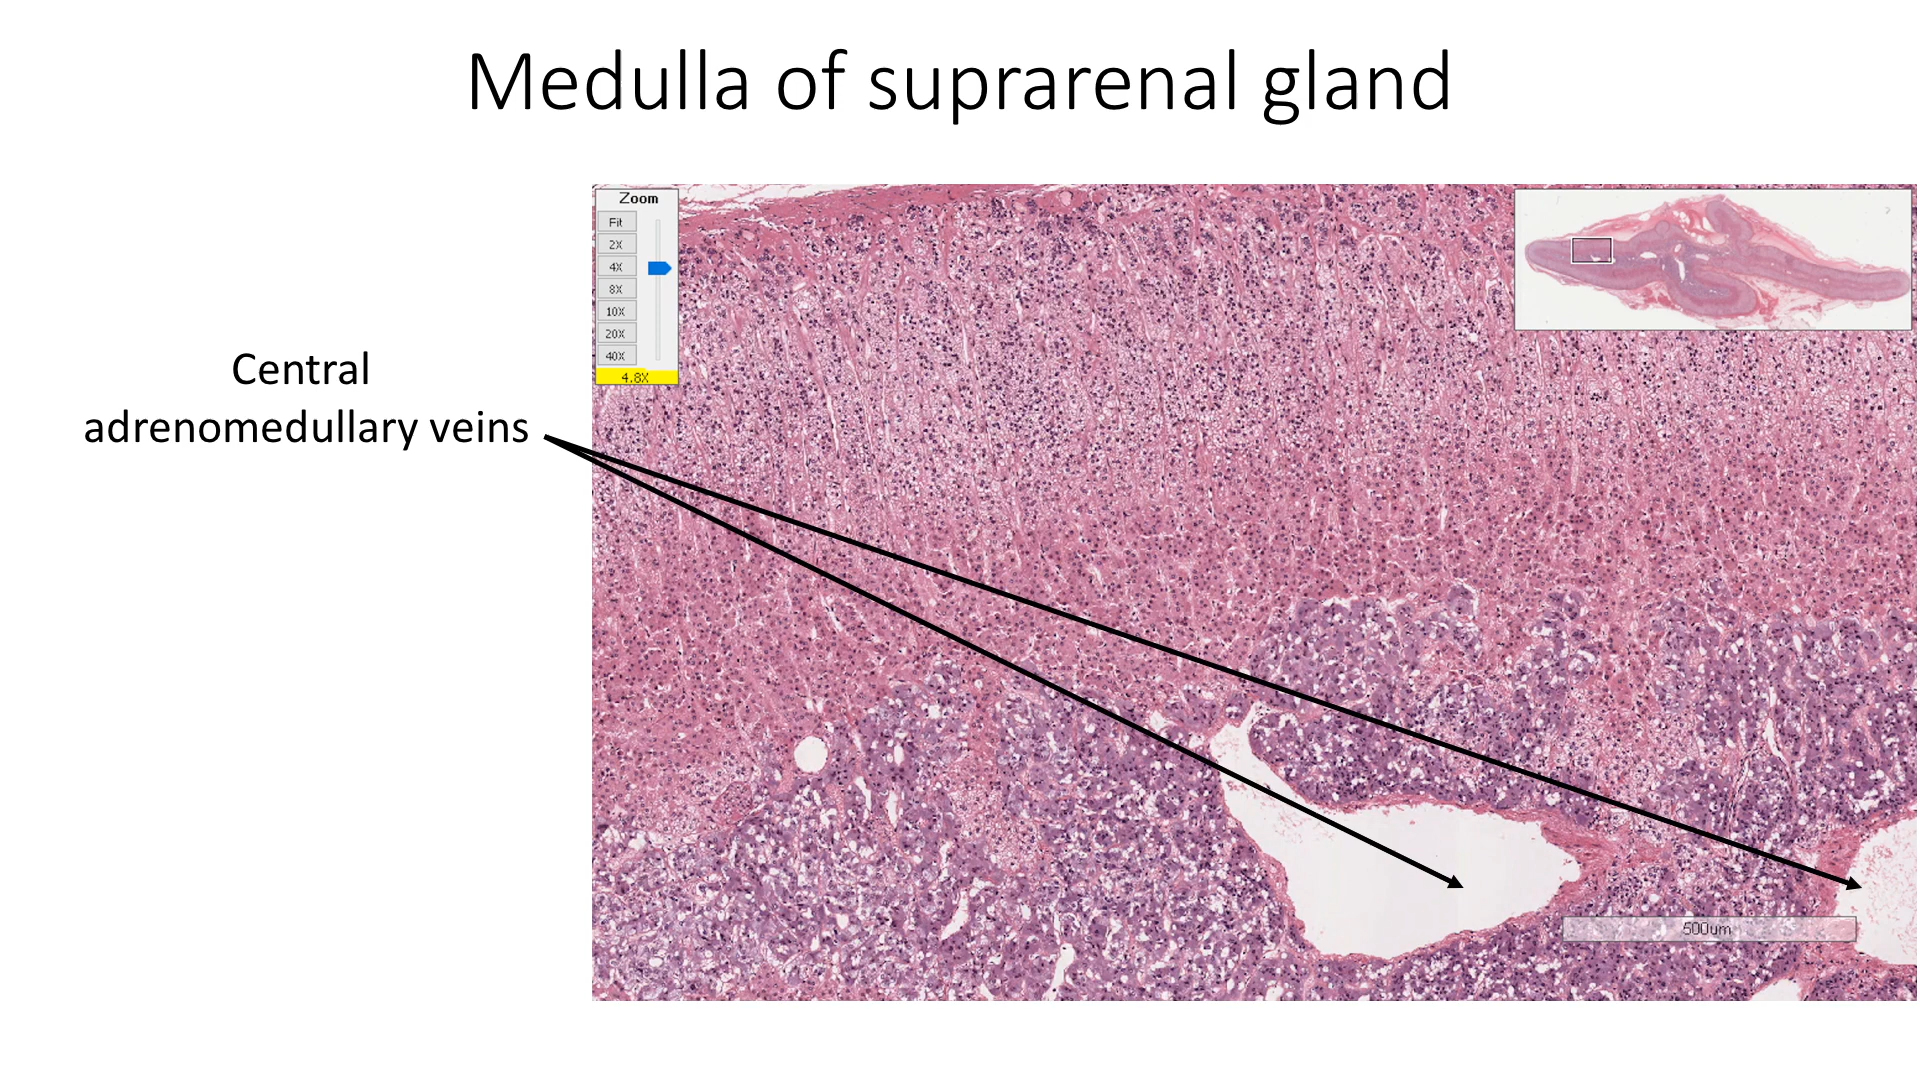 Medulla of suprarenal gland
Zoom
Fit
2X
4X
8X
10X
20X
40X
4.8X
Central
adrenomedullary veins
500um